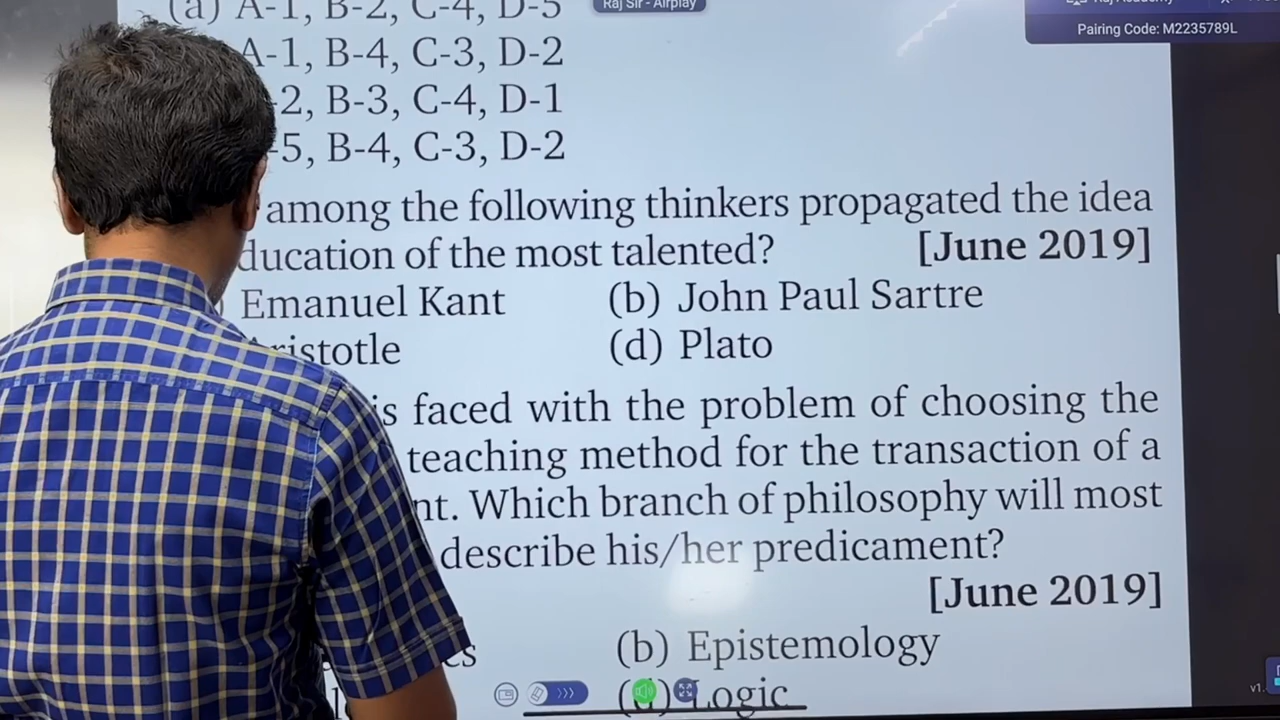 (a) A-1, B-2, C-4, D-5
Raj Sir - Airplay
Pairing Code: M2235789L
A-1, B-4, C-3, D-2
-2, B-3, C-4, D-1
-5, B-4, C-3, D-2
among the following thinkers propagated the idea
ducation of the most talented? [June 2019]
Emanuel Kant (b) John Paul Sartre
Aristotle (d) Plato
is faced with the problem of choosing the
teaching method for the transaction of a
nt. Which branch of philosophy will most
describe his/her predicament?
[June 2019]
(b) Epistemology
(d) Logic